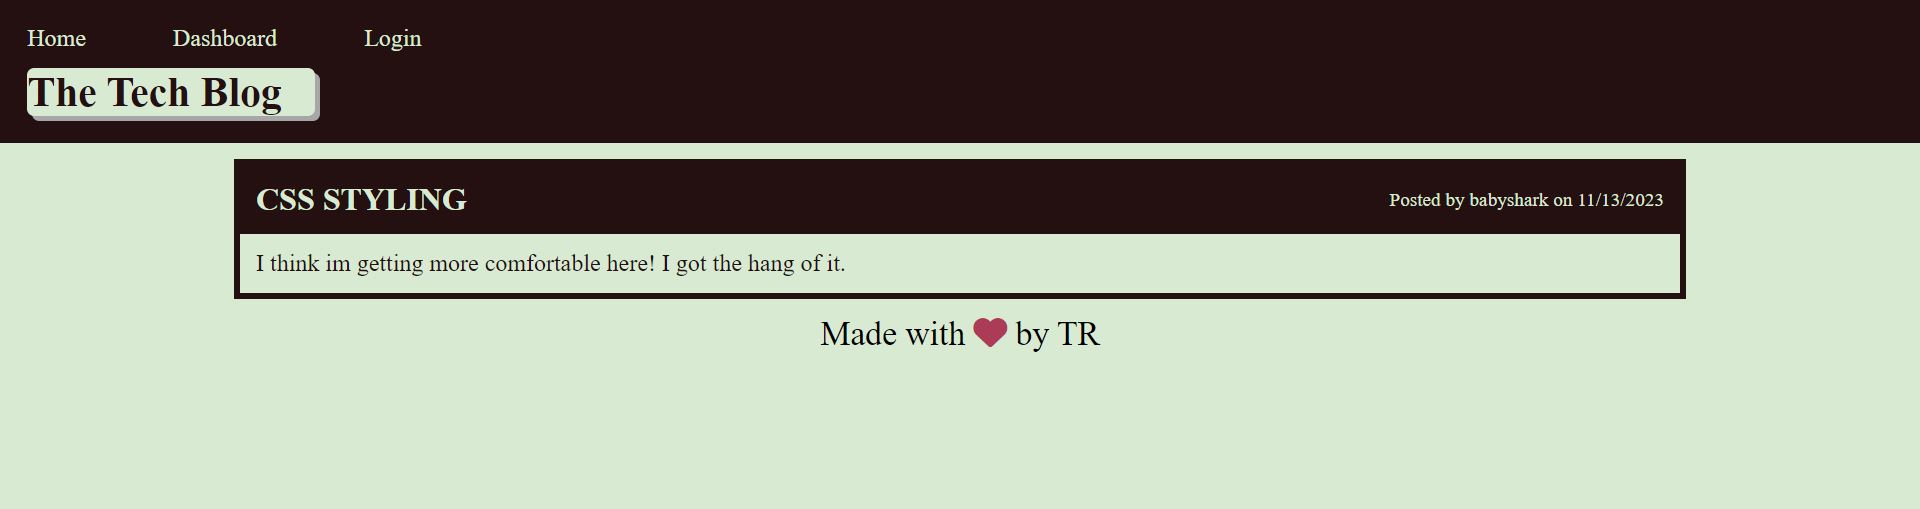 Home Dashboard Login
The Tech Blog
CSS STYLING Posted by babyshark on 11/13/2023
I think im getting more comfortable here! I got the hang of it.
Made with ❤ by TR